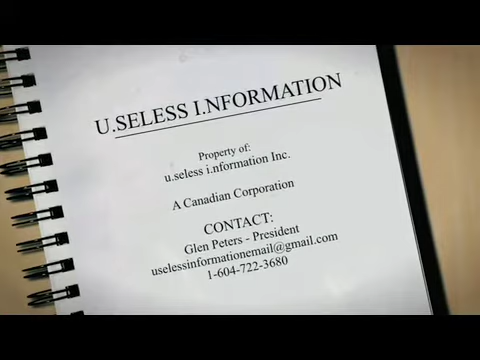 U.SELESS I.NFORMATION
Property of:
u.seless i.nformation Inc.
A Canadian Corporation
CONTACT:
Glen Peters - President
uselessinformationemail@gmail.com
1-604-722-3680